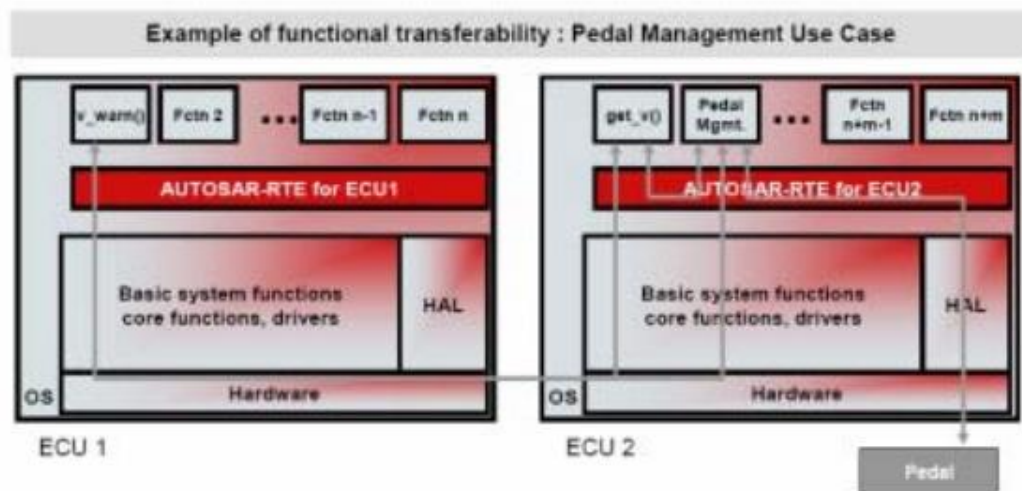 Example of functional transferability : Pedal Management Use Case
v_warn()
Fctn 2
...
Fctn n-1
Fctn n
AUTOSAR-RTE for ECU1
Basic system functions
core functions, drivers
HAL
OS
Hardware
ECU 1
get_v()
Pedal
Mgmt.
...
Fctn
n+m-1
Fctn n+m
AUTOSAR-RTE for ECU2
Basic system functions
core functions, drivers
HAL
OS
Hardware
ECU 2
Pedal